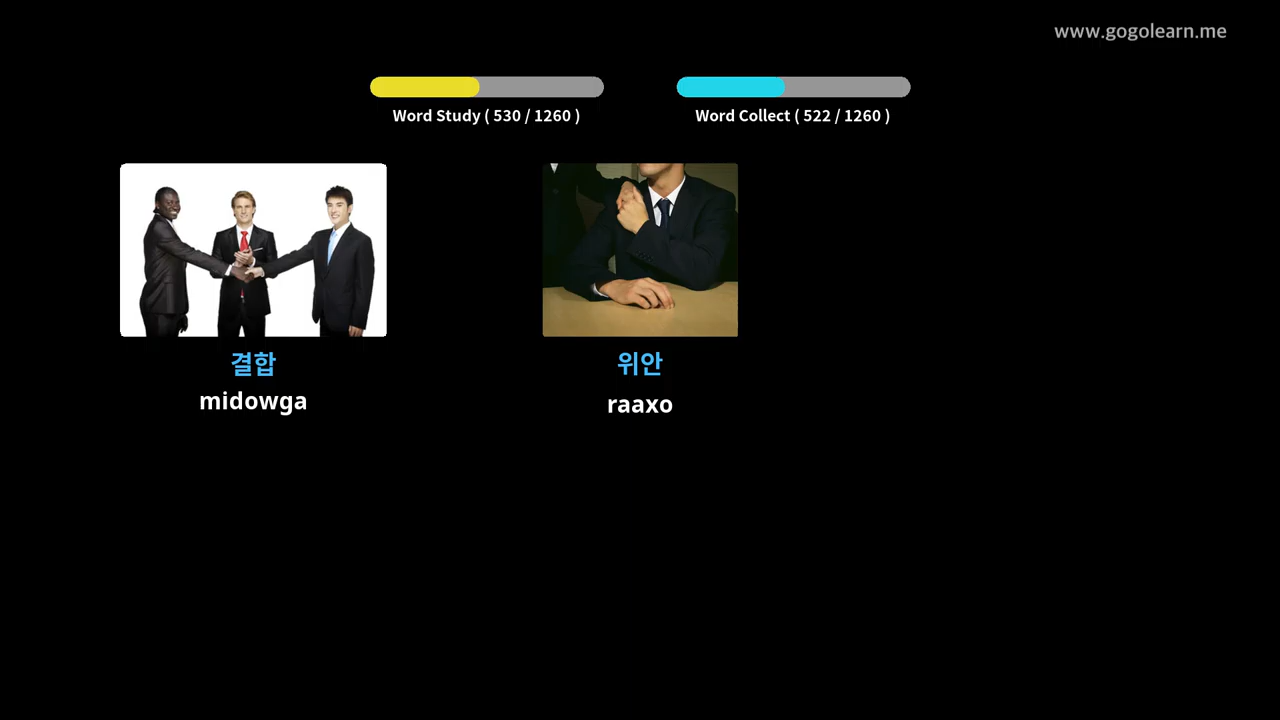 www.gogolearn.me
Word Study ( 530 / 1260 )
Word Collect ( 522 / 1260 )
결합
midowga
위안
raaxo